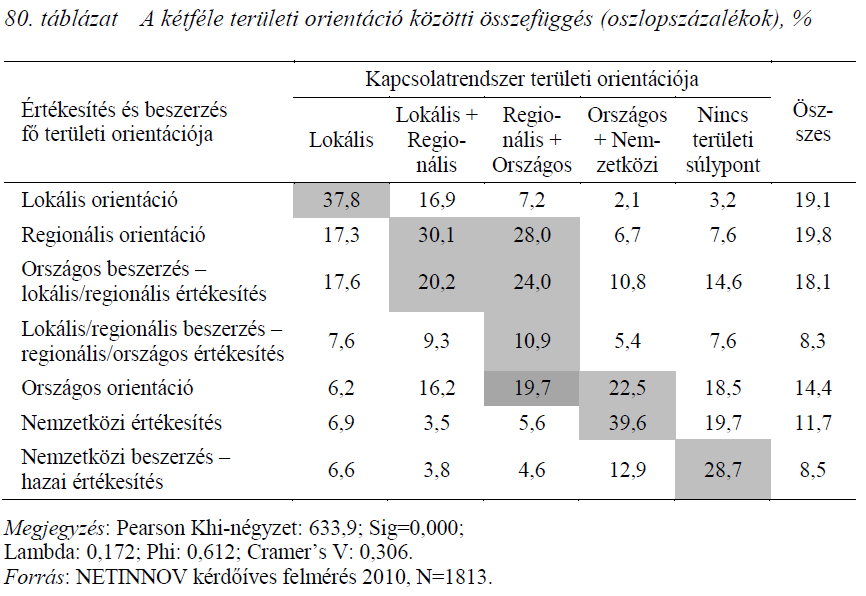 80. táblázat A kétféle területi orientáció közötti összefüggés (oszlopszázalékok), %
Értékesítés és beszerzés
fő területi orientációja
Kapcsolatrendszer területi orientációja
Lokális
Lokális +
Regio-
nális
Regio-
nális +
Országos
Országos
+ Nem-
zetközi
Nincs
területi
súlypont
Ösz-
szes
Lokális orientáció 37,8 16,9 7,2 2,1 3,2 19,1
Regionális orientáció 17,3 30,1 28,0 6,7 7,6 19,8
Országos beszerzés –
lokális/regionális értékesítés 17,6 20,2 24,0 10,8 14,6 18,1
Lokális/regionális beszerzés –
regionális/országos értékesítés 7,6 9,3 10,9 5,4 7,6 8,3
Országos orientáció 6,2 16,2 19,7 22,5 18,5 14,4
Nemzetközi értékesítés 6,9 3,5 5,6 39,6 19,7 11,7
Nemzetközi beszerzés –
hazai értékesítés 6,6 3,8 4,6 12,9 28,7 8,5
Megjegyzés: Pearson Khi-négyzet: 633,9; Sig=0,000;
Lambda: 0,172; Phi: 0,612; Cramer’s V: 0,306.
Forrás: NETINNOV kérdőíves felmérés 2010, N=1813.